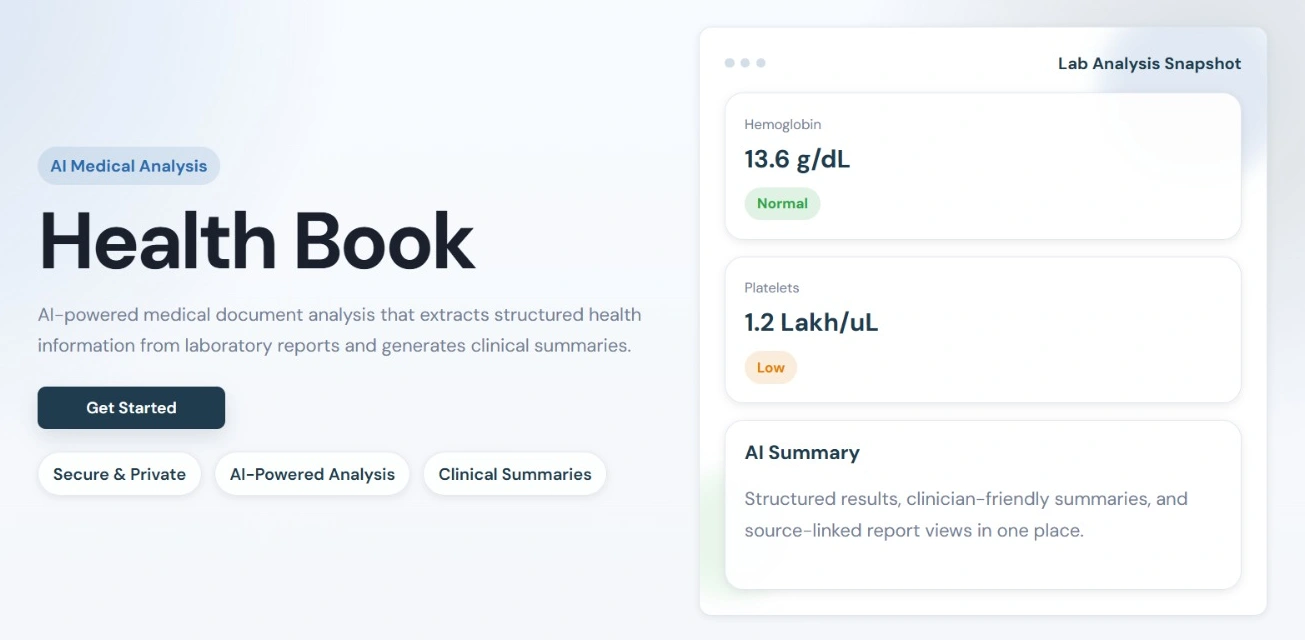 AI Medical Analysis
Health Book
AI-powered medical document analysis that extracts structured health
information from laboratory reports and generates clinical summaries.
Get Started
Secure & Private
AI-Powered Analysis
Clinical Summaries
Lab Analysis Snapshot
Hemoglobin
13.6 g/dL
Normal
Platelets
1.2 Lakh/uL
Low
AI Summary
Structured results, clinician-friendly summaries, and
source-linked report views in one place.